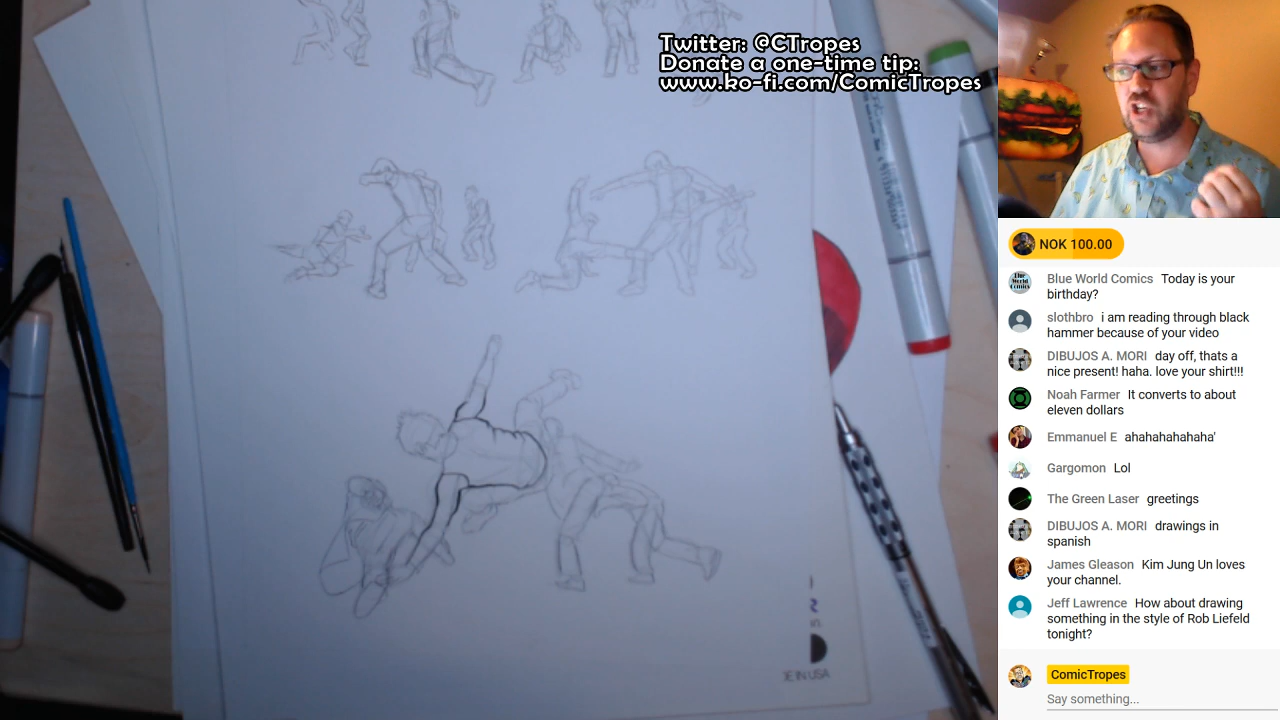 Twitter: @CTropes
Donate a one-time tip:
www.ko-fi.com/ComicTropes
NOK 100.00
Blue World Comics Today is your
birthday?
slothbro i am reading through black
hammer because of your video
DIBUJOS A. MORI day off, thats a
nice present! haha. love your shirt!!!
Noah Farmer It converts to about
eleven dollars
Emmanuel E ahahahahahaha'
Gargomon Lol
The Green Laser greetings
DIBUJOS A. MORI drawings in
spanish
James Gleason Kim Jung Un loves
your channel.
Jeff Lawrence How about drawing
something in the style of Rob Liefeld
tonight?
ComicTropes
Say something...
IN USA